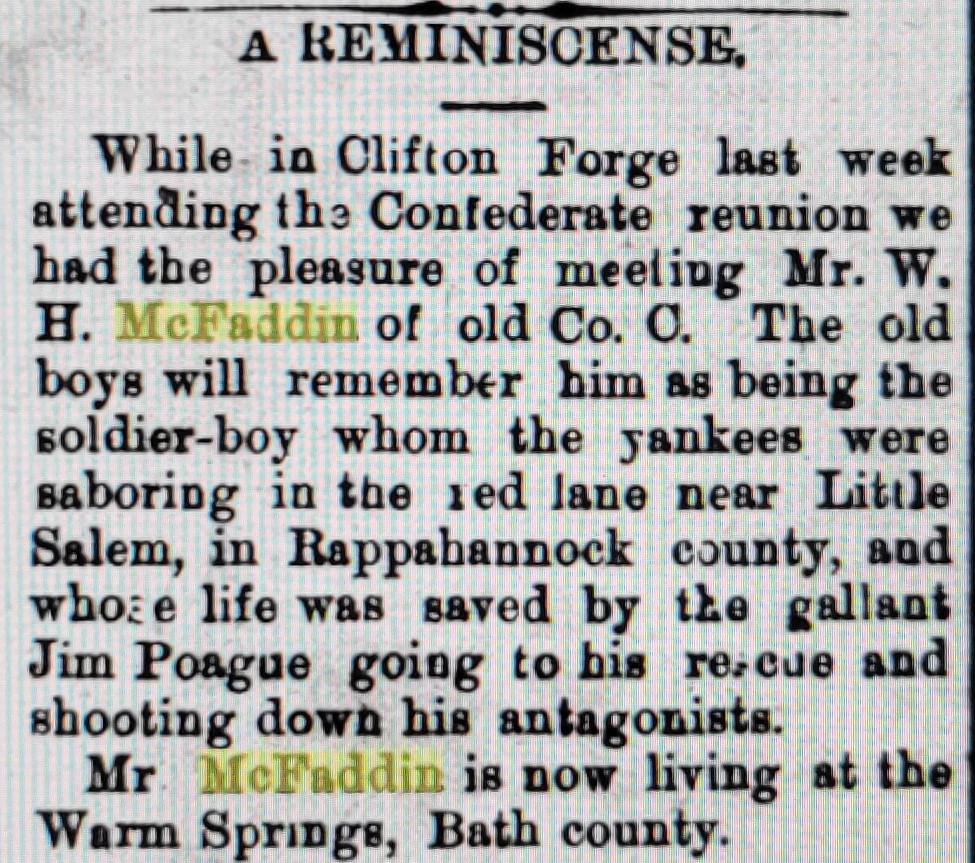 A REMINISCENSE.
While in Clifton Forge last week
attending the Confederate reunion we
had the pleasure of meeting Mr. W.
H. McFaddin of old Co. C. The old
boys will remember him as being the
soldier-boy whom the yankees were
saboring in the red lane near Little
Salem, in Rappahannock county, and
whose life was saved by the gallant
Jim Poague going to his rescue and
shooting down his antagonists.
Mr McFaddin is now living at the
Warm Springs, Bath county.